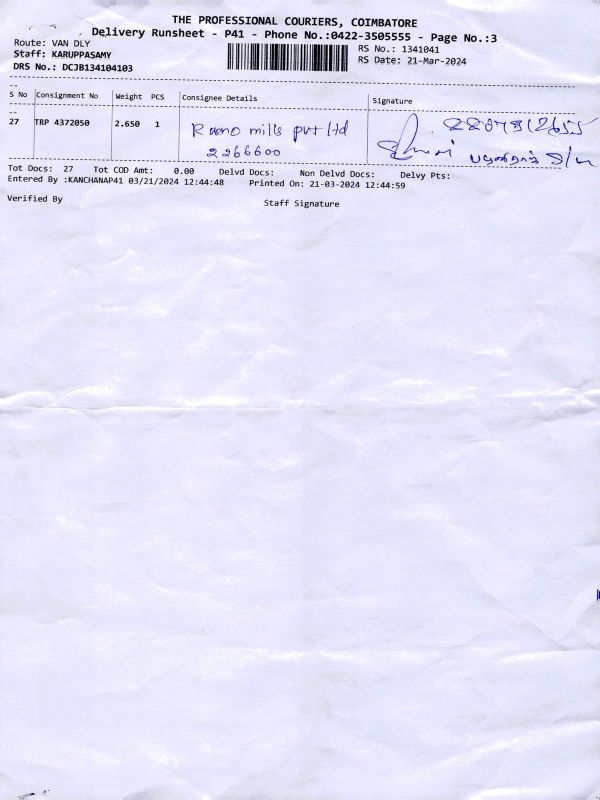 THE PROFESSIONAL COURIERS, COIMBATORE
Delivery Runsheet - P41 - Phone No.:0422-3505555 - Page No.:3
Route: VAN DLY
RS No.: 1341041
Staff: KARUPPASAMY
RS Date: 21-Mar-2024
DRS No.: DCJB134104103
S No Consignment No Weight PCS Consignee Details Signature
27 TRP 4372050 2.650 1
mills pvt ltd
2266600
Tot Docs: 27 Tot COD Amt: 0.00 Delvd Docs: Non Delvd Docs: Delvy Pts:
Entered By :KANCHANAP41 03/21/2024 12:44:48 Printed On: 21-03-2024 12:44:59
Verified By Staff Signature